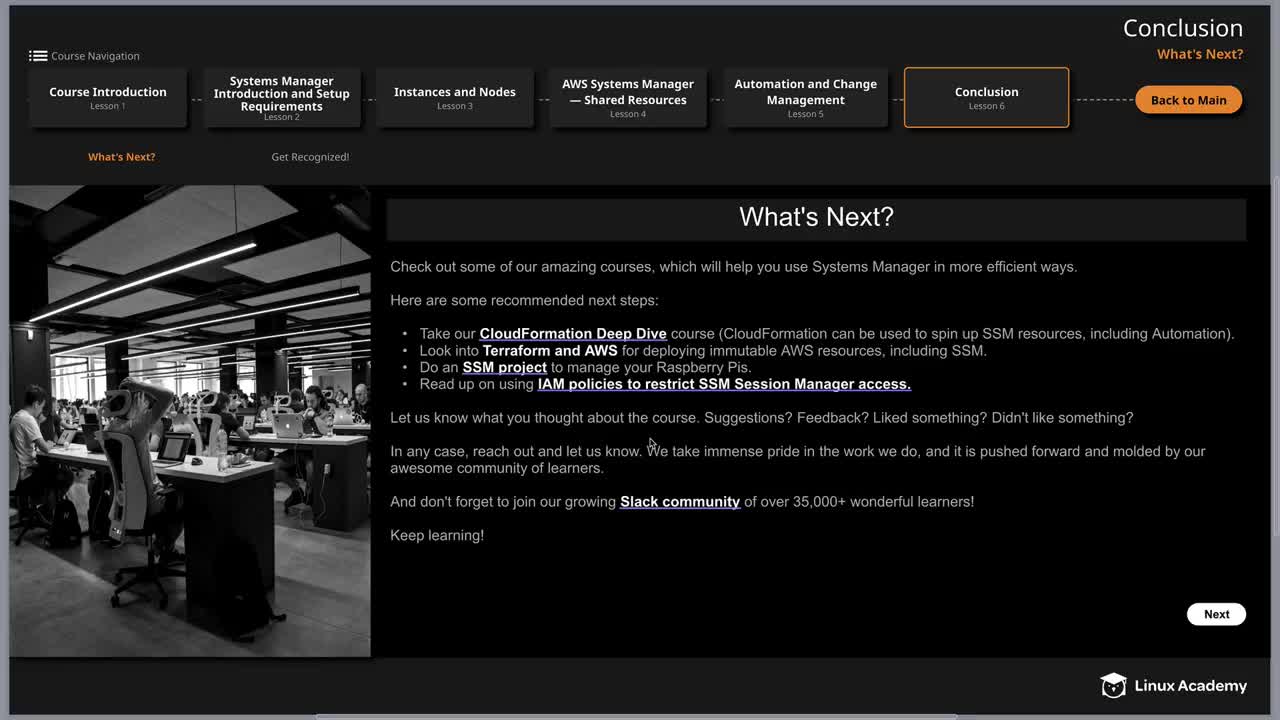 Conclusion
What's Next?
Course Navigation
Course Introduction
Lesson 1
Systems Manager
Introduction and Setup
Requirements
Lesson 2
Instances and Nodes
Lesson 3
AWS Systems Manager
— Shared Resources
Lesson 4
Automation and Change
Management
Lesson 5
Conclusion
Lesson 6
Back to Main
What's Next?
Get Recognized!
What's Next?
Check out some of our amazing courses, which will help you use Systems Manager in more efficient ways.
Here are some recommended next steps:
• Take our CloudFormation Deep Dive course (CloudFormation can be used to spin up SSM resources, including Automation).
• Look into Terraform and AWS for deploying immutable AWS resources, including SSM.
• Do an SSM project to manage your Raspberry Pis.
• Read up on using IAM policies to restrict SSM Session Manager access.
Let us know what you thought about the course. Suggestions? Feedback? Liked something? Didn't like something?
In any case, reach out and let us know. We take immense pride in the work we do, and it is pushed forward and molded by our
awesome community of learners.
And don't forget to join our growing Slack community of over 35,000+ wonderful learners!
Keep learning!
Next
Linux Academy